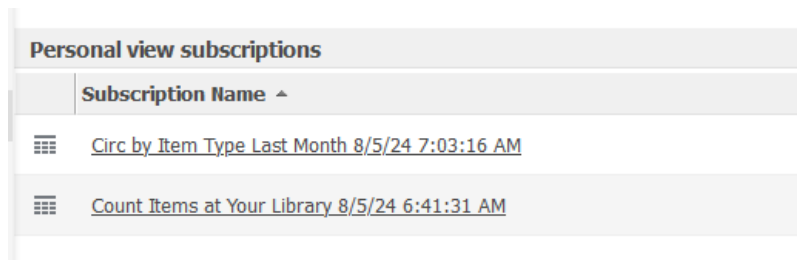 Personal view subscriptions
Subscription Name
Circ by Item Type Last Month 8/5/24 7:03:16 AM
Count Items at Your Library 8/5/24 6:41:31 AM